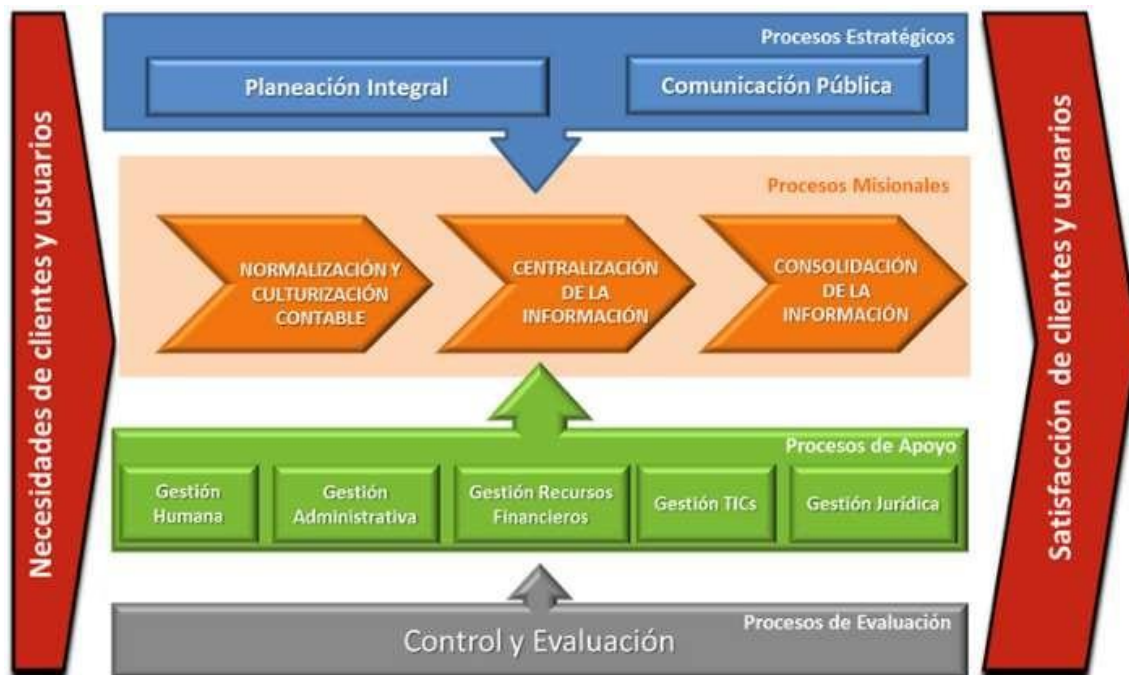 Necesidades de clientes y usuarios
Procesos Estratégicos
Planeación Integral
Comunicación Pública
Procesos Misionales
NORMALIZACIÓN Y
CULTURIZACIÓN
CONTABLE
CENTRALIZACIÓN
DE LA
INFORMACIÓN
CONSOLIDACIÓN
DE LA
INFORMACIÓN
Procesos de Apoyo
Gestión
Humana
Gestión
Administrativa
Gestión Recursos
Financieros
Gestión TICs
Gestión Jurídica
Procesos de Evaluación
Control y Evaluación
Satisfacción de clientes y usuarios